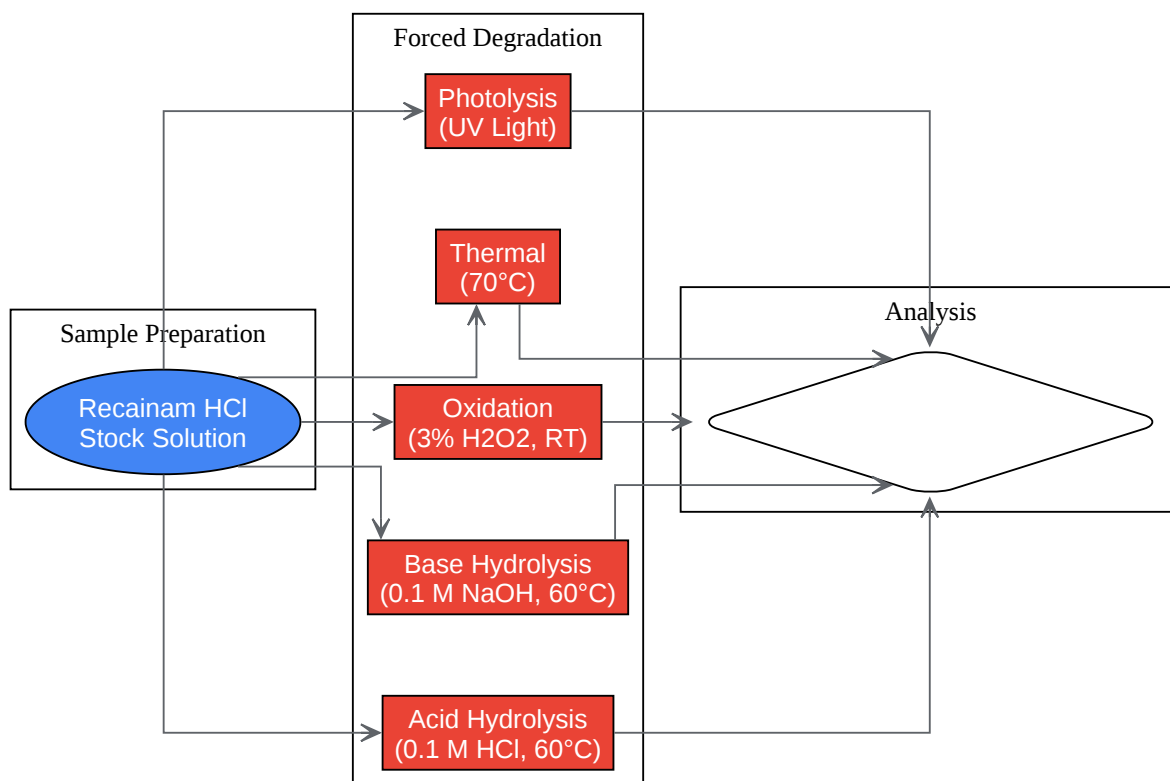 Forced Degradation
Photolysis
(UV Light)
Thermal
(70°C)
Analysis
Sample Preparation
Recainam HCl
Stock Solution
Oxidation
(3% H2O2, RT)
Base Hydrolysis
(0.1 M NaOH, 60°C)
Acid Hydrolysis
(0.1 M HCl, 60°C)